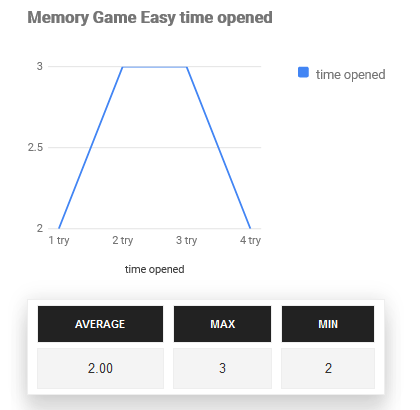 Memory Game Easy time opened
3
2.5
2
time opened
1 try 2 try 3 try 4 try
time opened
AVERAGE MAX MIN
2.00 3 2